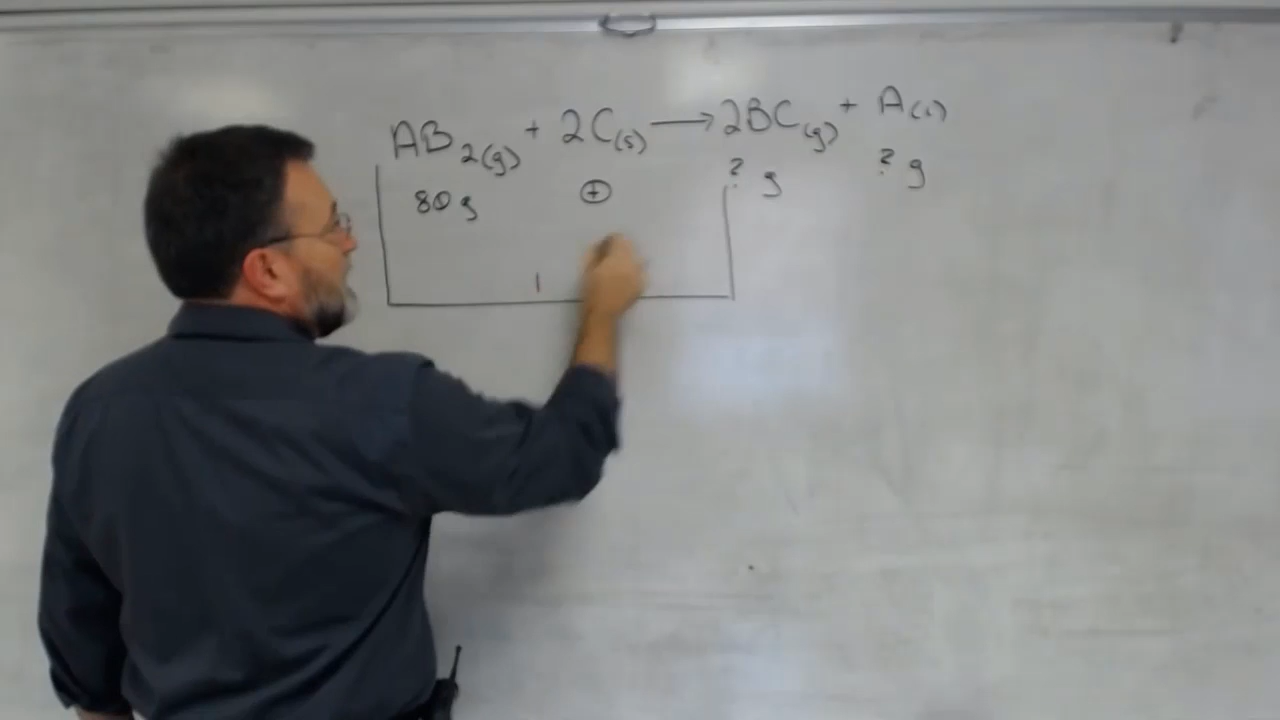 AB₂(g) + 2C(s) → 2BC(g) + A(s)
80 g ⊕ ? g ? g